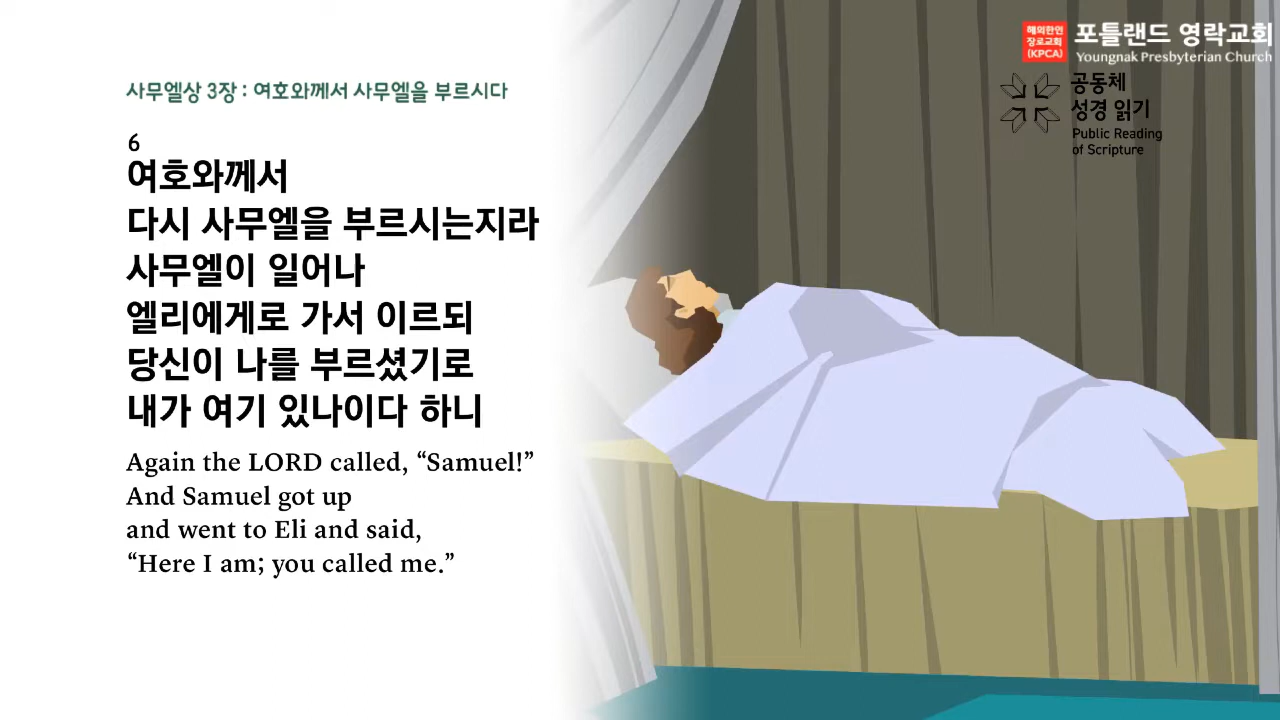 사무엘상 3장 : 여호와께서 사무엘을 부르시다
6
여호와께서
다시 사무엘을 부르시는지라
사무엘이 일어나
엘리에게로 가서 이르되
당신이 나를 부르셨기로
내가 여기 있나이다 하니
Again the LORD called, “Samuel!”
And Samuel got up
and went to Eli and said,
“Here I am; you called me.”
해외한인
장로교회
(KPCA)
포틀랜드 영락교회
Youngnak Presbyterian Church
공동체
성경 읽기
Public Reading
of Scripture